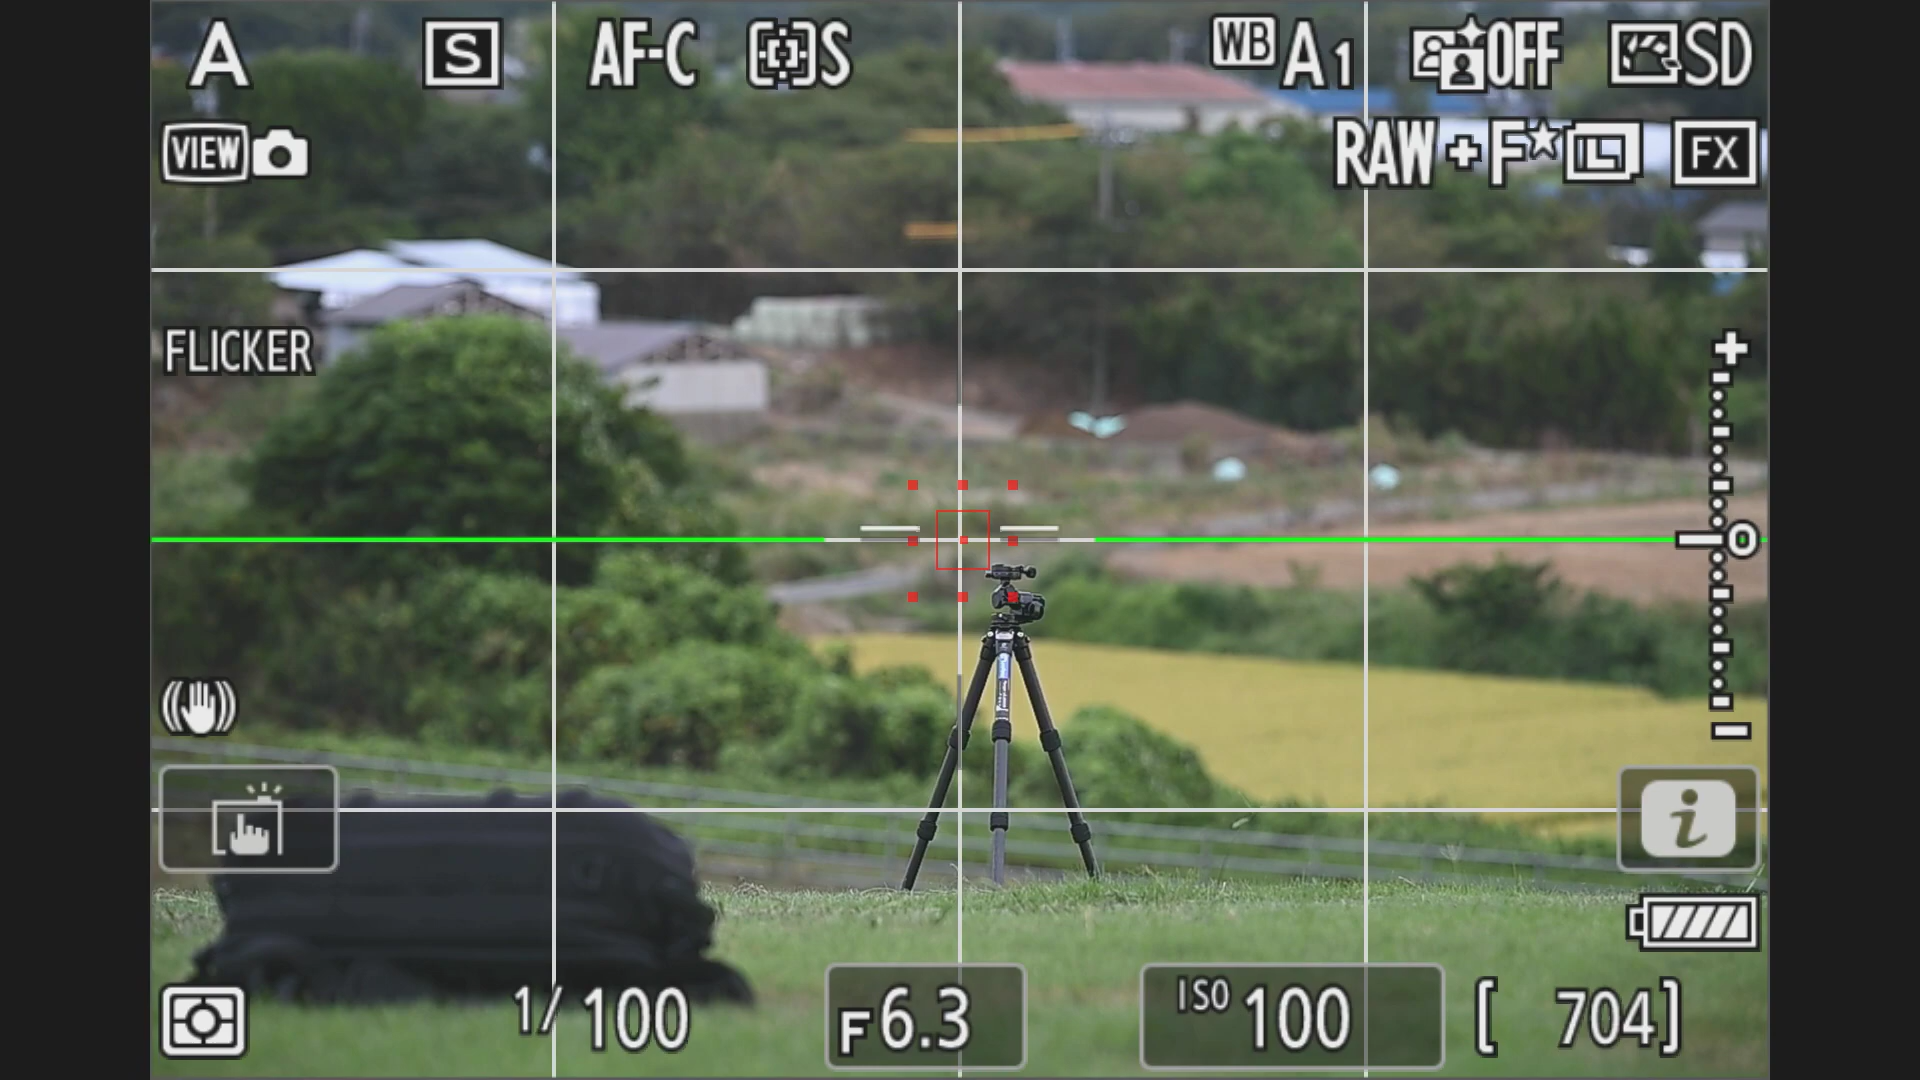 A S AF-C [ ]S WB A1 OFF SD
VIEW RAW+F★ L FX
FLICKER
+
0
i
1/100 F6.3 ISO 100 [ 704]